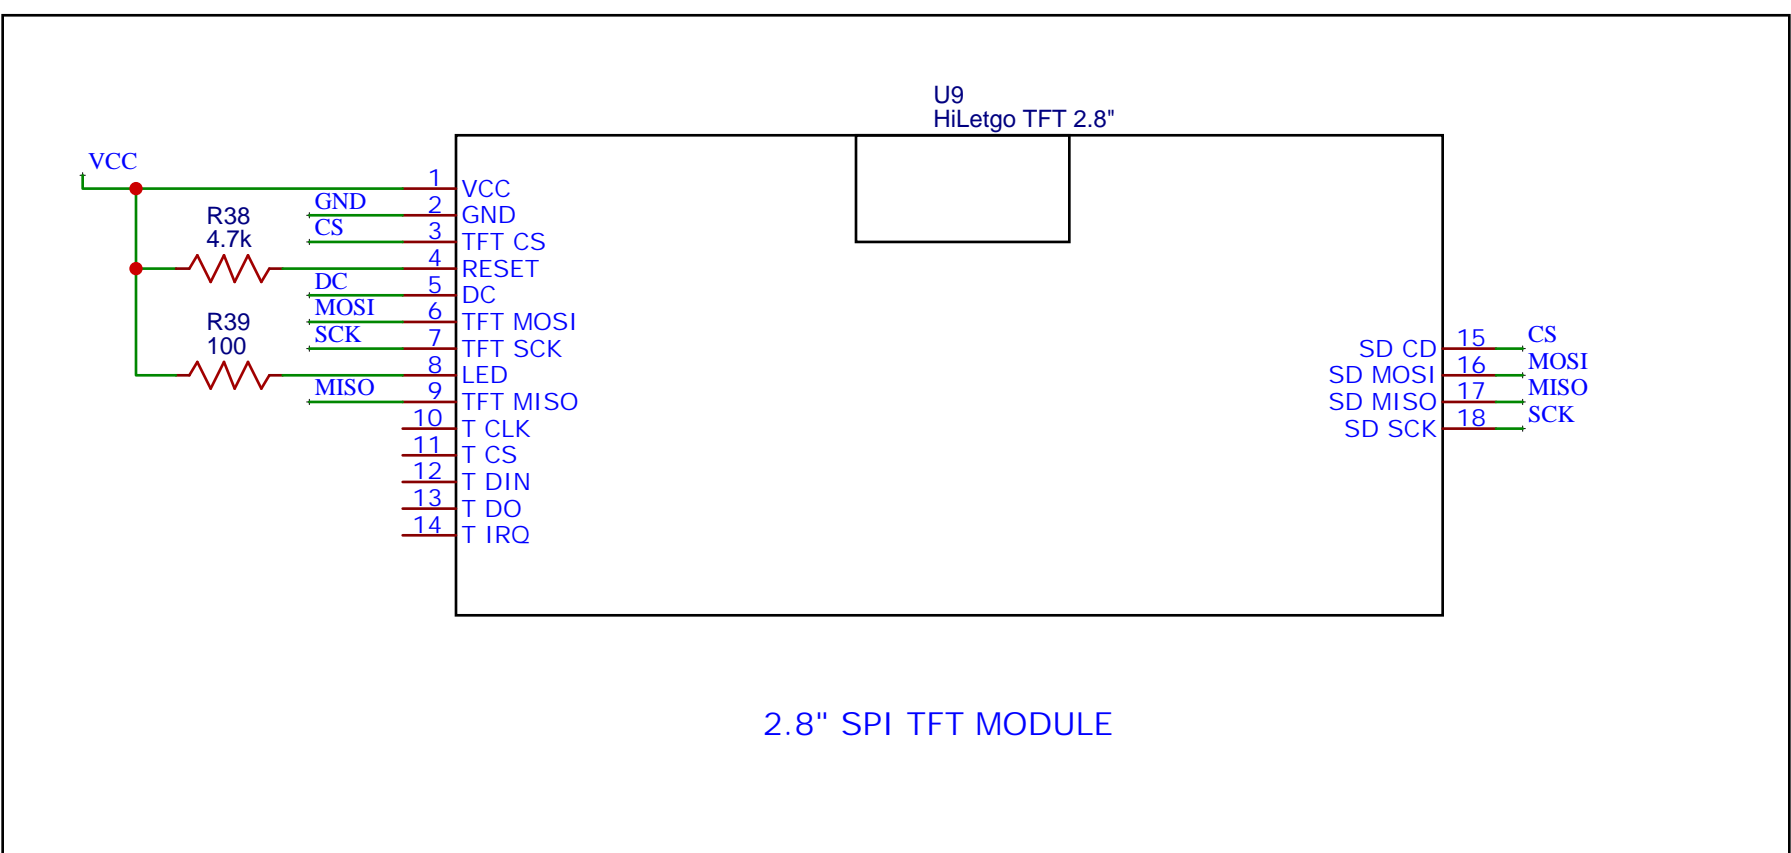 U9
HiLetgo TFT 2.8"
VCC
1 VCC
GND 2 GND
CS 3 TFT CS
R38
4.7k
4 RESET
DC 5 DC
MOSI 6 TFT MOSI
R39
100
SCK 7 TFT SCK
8 LED
MISO 9 TFT MISO
10 T CLK
11 T CS
12 T DIN
13 T DO
14 T IRQ
SD CD 15 CS
SD MOSI 16 MOSI
SD MISO 17 MISO
SD SCK 18 SCK
2.8" SPI TFT MODULE